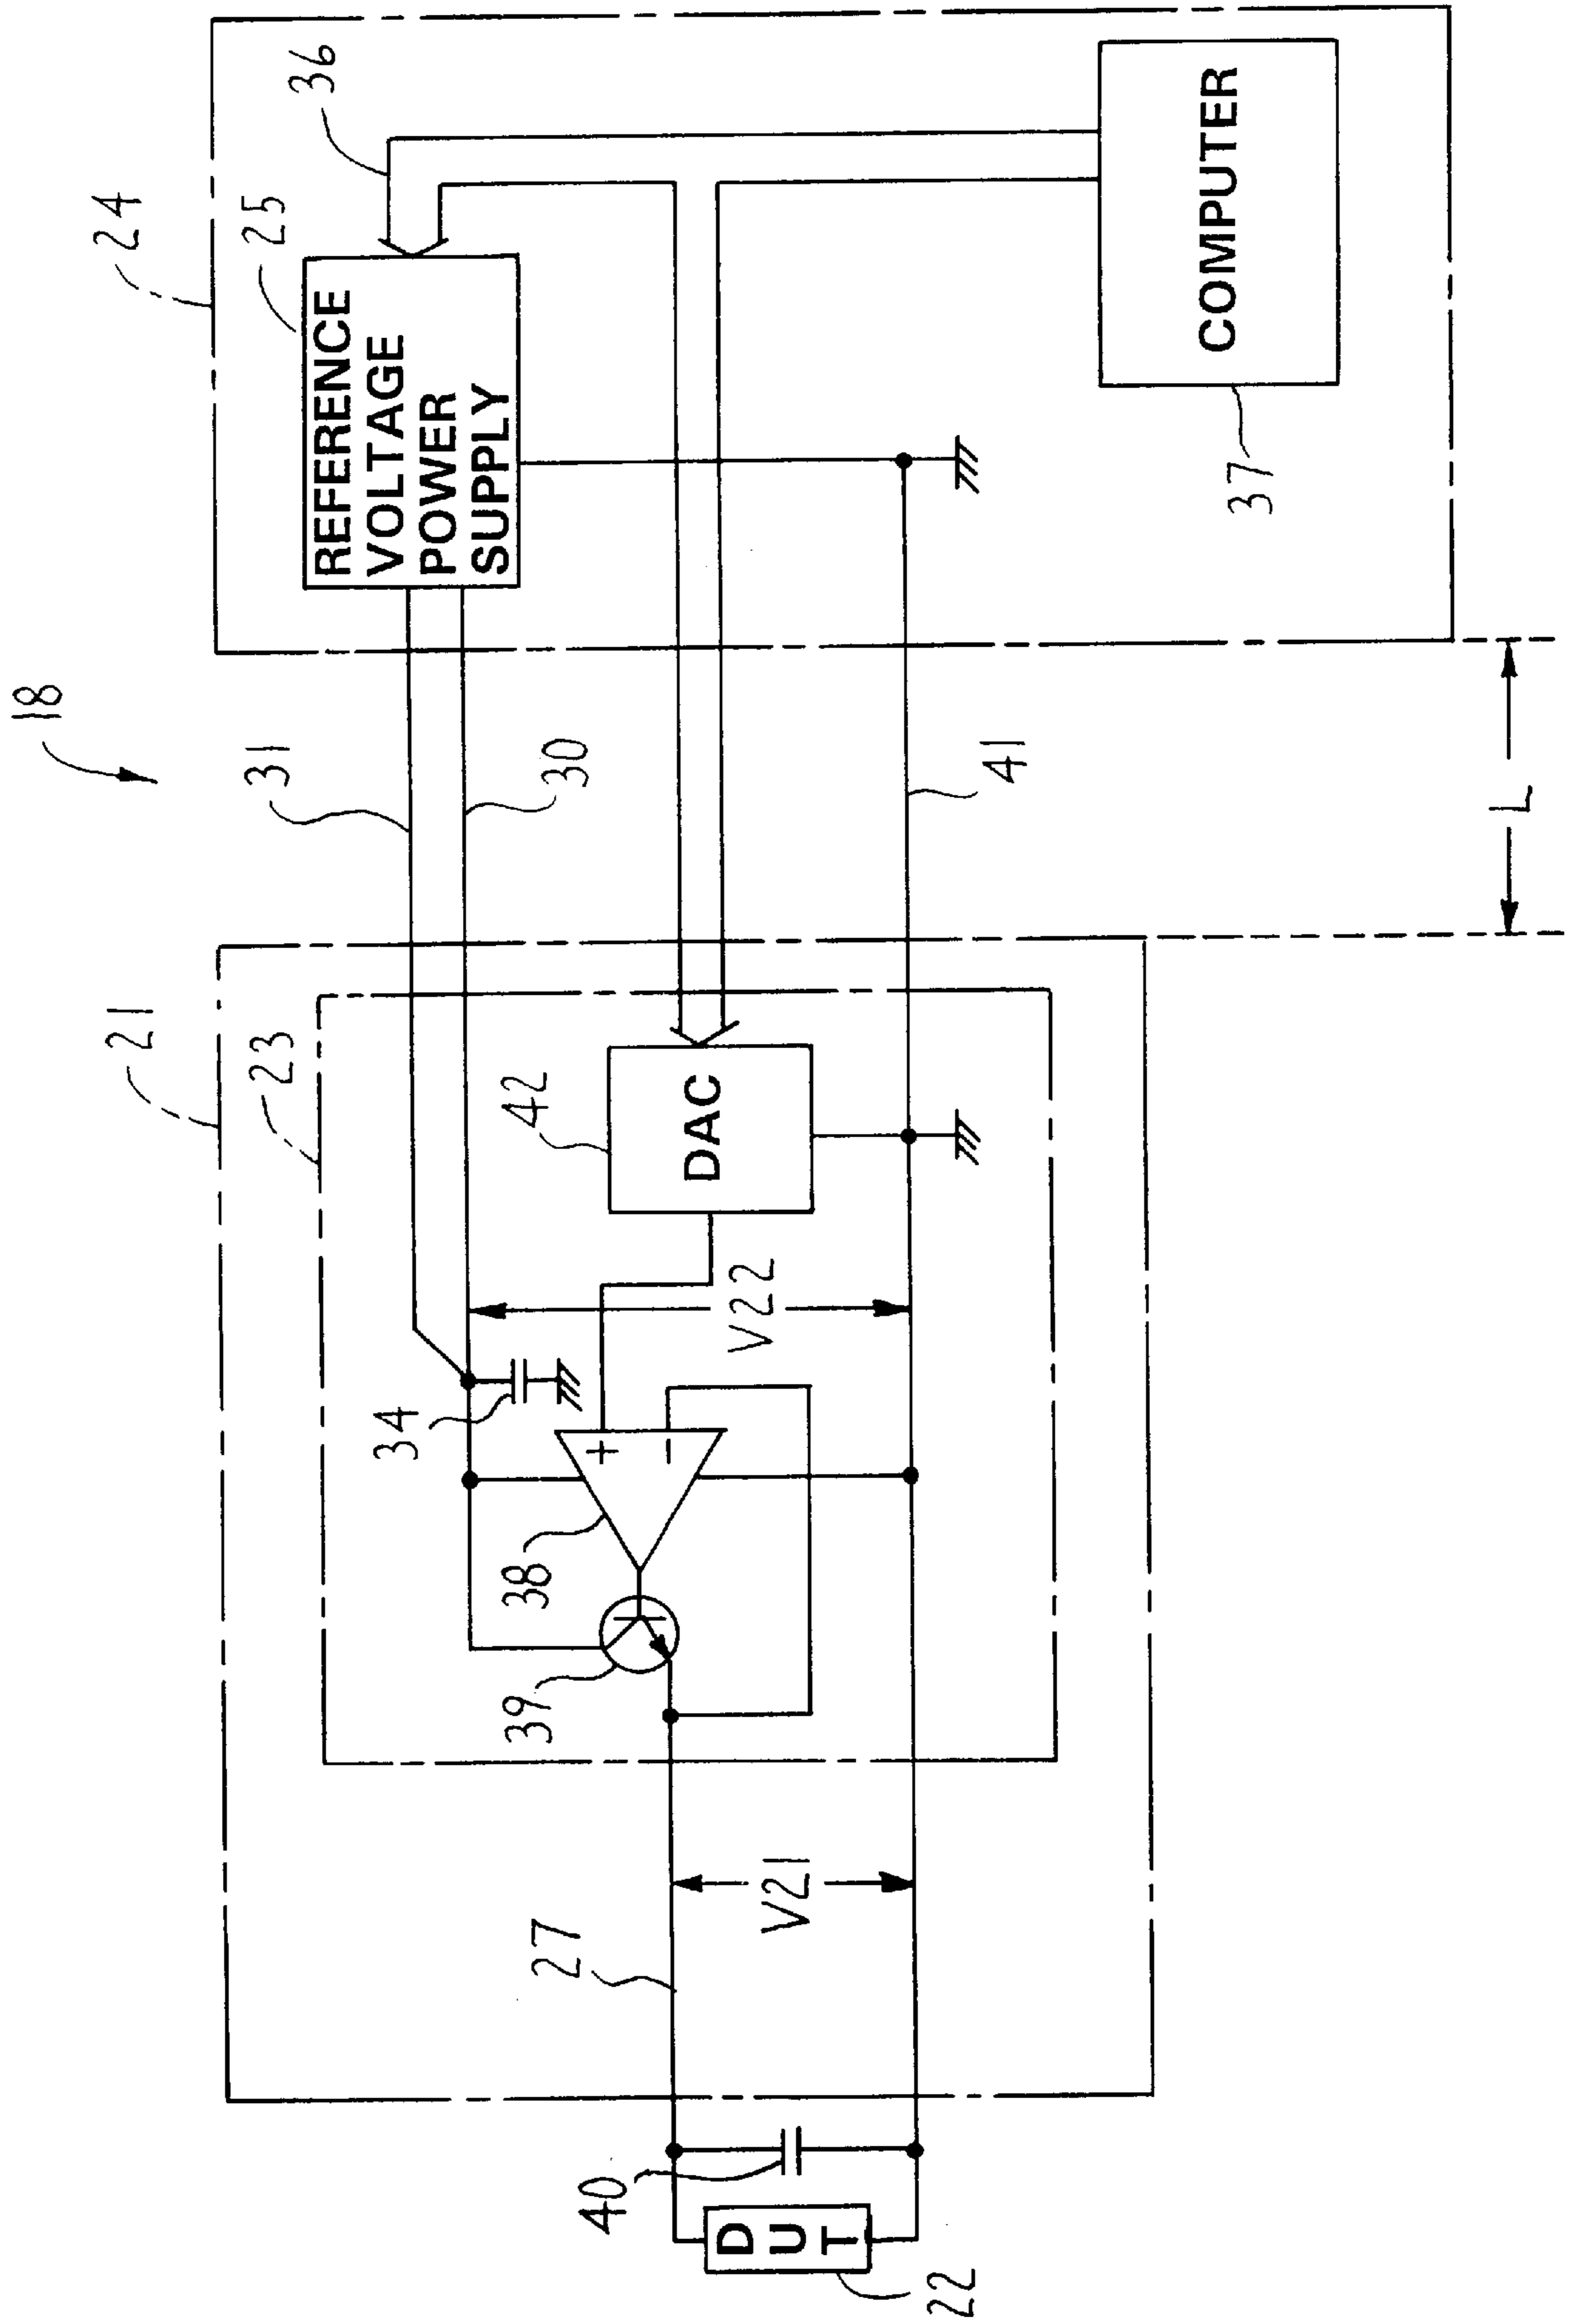 18
24
36
25
REFERENCE
VOLTAGE
POWER
SUPPLY
COMPUTER
37
31
30
41
L
21
23
42
DAC
V22
34
+
−
38
39
27
V21
40
DUT
22